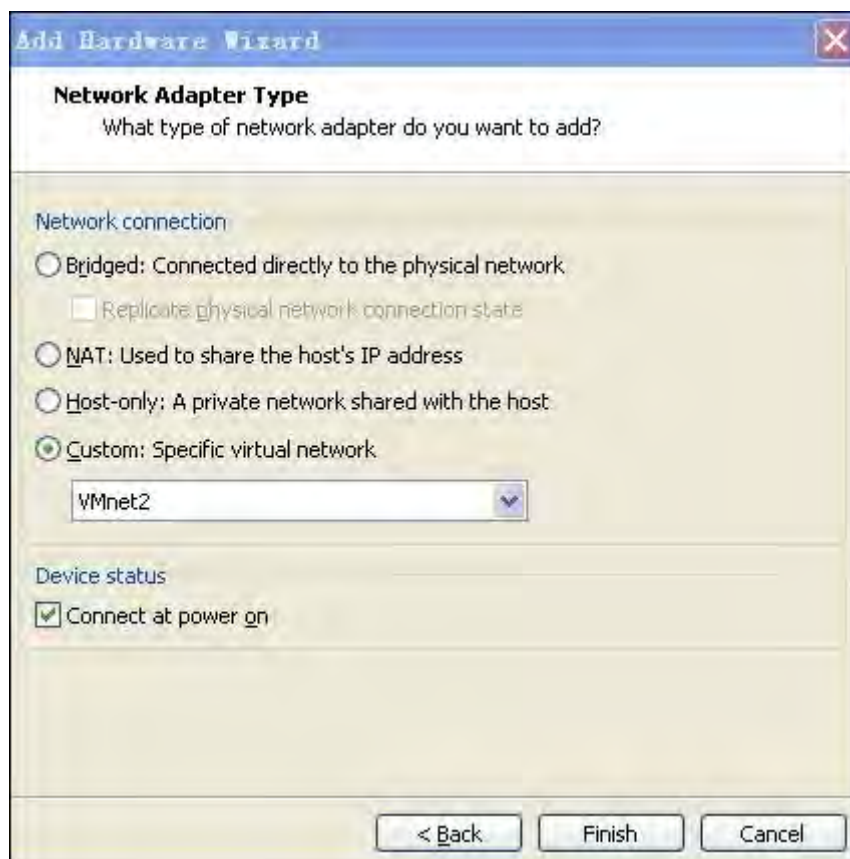 Add Hardware Wizard
Network Adapter Type
What type of network adapter do you want to add?
Network connection
Bridged: Connected directly to the physical network
Replicate physical network connection state
NAT: Used to share the host's IP address
Host-only: A private network shared with the host
Custom: Specific virtual network
VMnet2
Device status
Connect at power on
< Back Finish Cancel